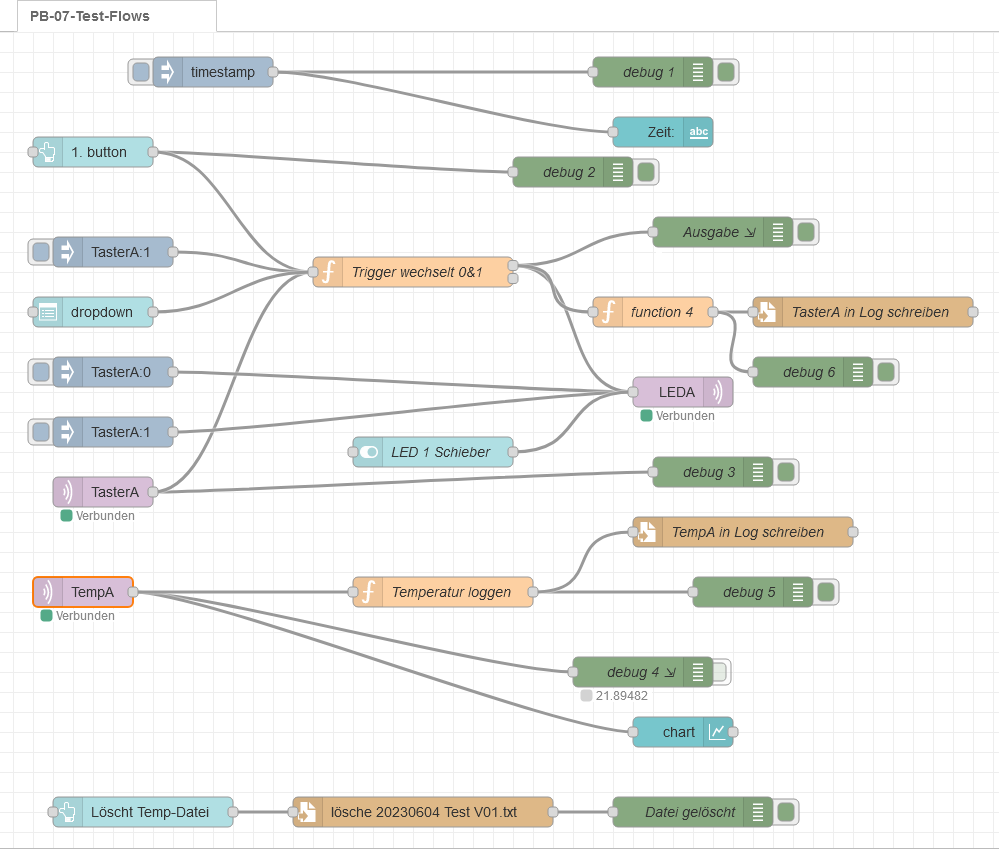 PB-07-Test-Flows
timestamp
debug 1
Zeit:
abc
1. button
debug 2
TasterA:1
Ausgabe ⇲
Trigger wechselt 0&1
dropdown
function 4
TasterA in Log schreiben
TasterA:0
debug 6
LEDA
Verbunden
TasterA:1
LED 1 Schieber
debug 3
TasterA
Verbunden
TempA in Log schreiben
TempA
Verbunden
Temperatur loggen
debug 5
debug 4 ⇲
21.89482
chart
Löscht Temp-Datei
lösche 20230604 Test V01.txt
Datei gelöscht